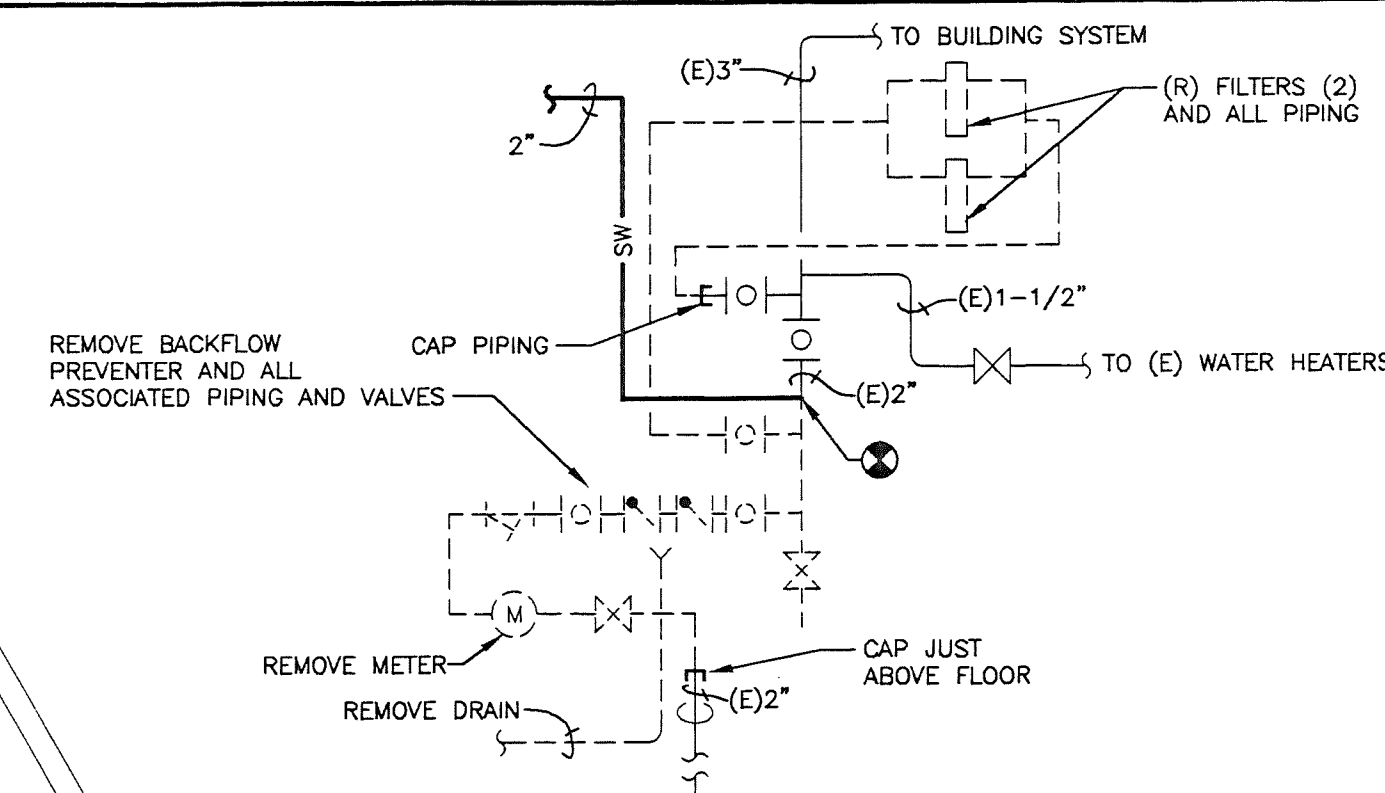 TO BUILDING SYSTEM
(E)3"
(R) FILTERS (2)
AND ALL PIPING
2"
SW
(E)1-1/2"
REMOVE BACKFLOW
PREVENTER AND ALL
ASSOCIATED PIPING AND VALVES
CAP PIPING
TO (E) WATER HEATERS
(E)2"
M
CAP JUST
ABOVE FLOOR
REMOVE METER
(E)2"
REMOVE DRAIN